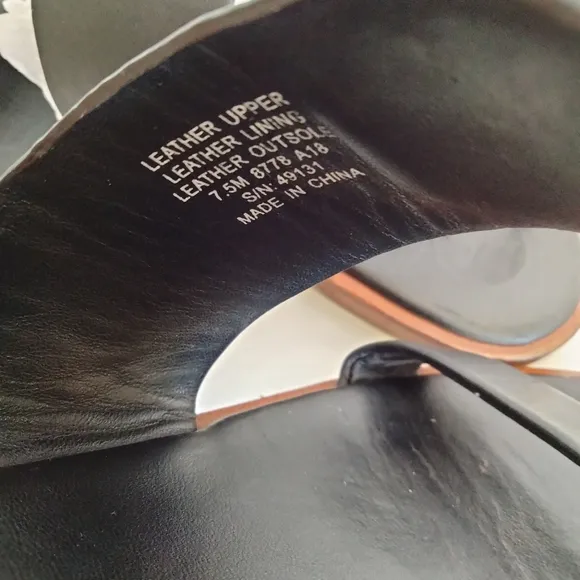 LEATHER UPPER
LEATHER LINING
LEATHER OUTSOLE
7.5M 8778 A18
S/N: 49131
MADE IN CHINA